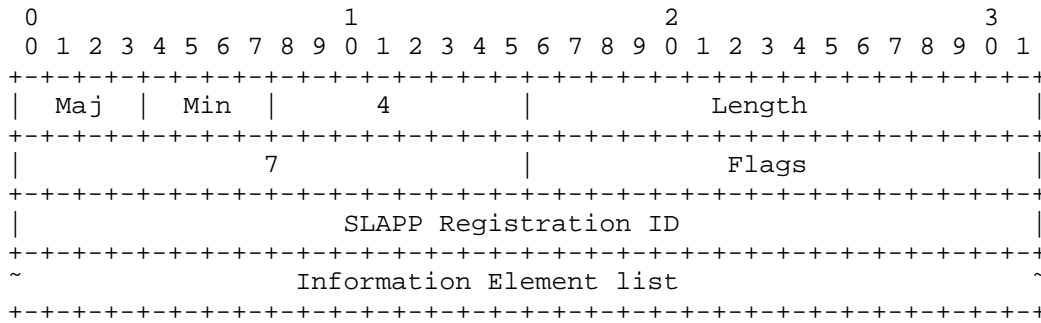 0                   1                   2                   3
 0 1 2 3 4 5 6 7 8 9 0 1 2 3 4 5 6 7 8 9 0 1 2 3 4 5 6 7 8 9 0 1
+-+-+-+-+-+-+-+-+-+-+-+-+-+-+-+-+-+-+-+-+-+-+-+-+-+-+-+-+-+-+-+-+
|  Maj  |  Min  |      4        |           Length              |
+-+-+-+-+-+-+-+-+-+-+-+-+-+-+-+-+-+-+-+-+-+-+-+-+-+-+-+-+-+-+-+-+
|               7               |            Flags              |
+-+-+-+-+-+-+-+-+-+-+-+-+-+-+-+-+-+-+-+-+-+-+-+-+-+-+-+-+-+-+-+-+
|                    SLAPP Registration ID                      |
+-+-+-+-+-+-+-+-+-+-+-+-+-+-+-+-+-+-+-+-+-+-+-+-+-+-+-+-+-+-+-+-+
~                 Information Element list                      ~
+-+-+-+-+-+-+-+-+-+-+-+-+-+-+-+-+-+-+-+-+-+-+-+-+-+-+-+-+-+-+-+-+